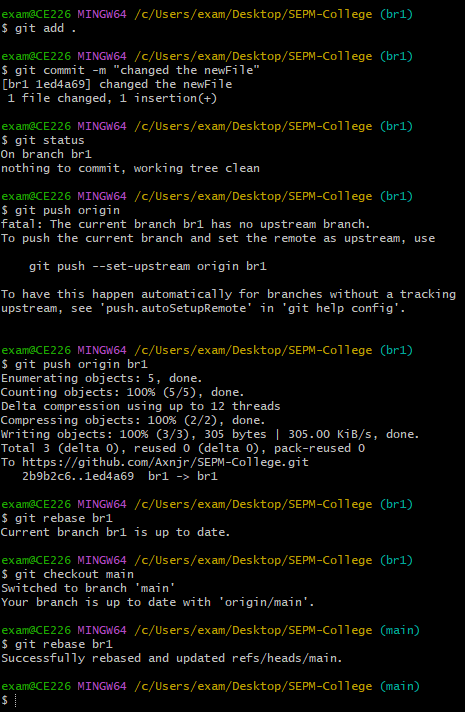 exam@CE226 MINGW64 /c/Users/exam/Desktop/SEPM-College (br1)
$ git add .
exam@CE226 MINGW64 /c/Users/exam/Desktop/SEPM-College (br1)
$ git commit -m "changed the newFile"
[br1 1ed4a69] changed the newFile
 1 file changed, 1 insertion(+)
exam@CE226 MINGW64 /c/Users/exam/Desktop/SEPM-College (br1)
$ git status
On branch br1
nothing to commit, working tree clean
exam@CE226 MINGW64 /c/Users/exam/Desktop/SEPM-College (br1)
$ git push origin
fatal: The current branch br1 has no upstream branch.
To push the current branch and set the remote as upstream, use
    git push --set-upstream origin br1
To have this happen automatically for branches without a tracking
upstream, see 'push.autoSetupRemote' in 'git help config'.
exam@CE226 MINGW64 /c/Users/exam/Desktop/SEPM-College (br1)
$ git push origin br1
Enumerating objects: 5, done.
Counting objects: 100% (5/5), done.
Delta compression using up to 12 threads
Compressing objects: 100% (2/2), done.
Writing objects: 100% (3/3), 305 bytes | 305.00 KiB/s, done.
Total 3 (delta 0), reused 0 (delta 0), pack-reused 0
To https://github.com/Axnjr/SEPM-College.git
   2b9b2c6..1ed4a69  br1 -> br1
exam@CE226 MINGW64 /c/Users/exam/Desktop/SEPM-College (br1)
$ git rebase br1
Current branch br1 is up to date.
exam@CE226 MINGW64 /c/Users/exam/Desktop/SEPM-College (br1)
$ git checkout main
Switched to branch 'main'
Your branch is up to date with 'origin/main'.
exam@CE226 MINGW64 /c/Users/exam/Desktop/SEPM-College (main)
$ git rebase br1
Successfully rebased and updated refs/heads/main.
exam@CE226 MINGW64 /c/Users/exam/Desktop/SEPM-College (main)
$